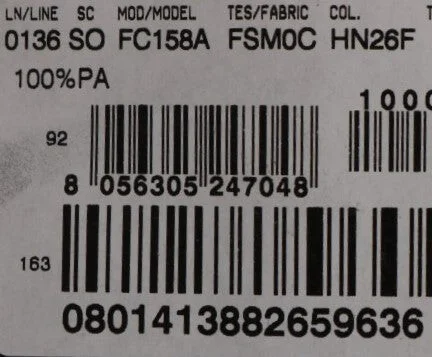 LN/LINE SC MOD/MODEL TES/FABRIC COL.
0136 SO FC158A FSM0C HN26F
100%PA
1000
92
8 056305 247048
163
0801413882659636